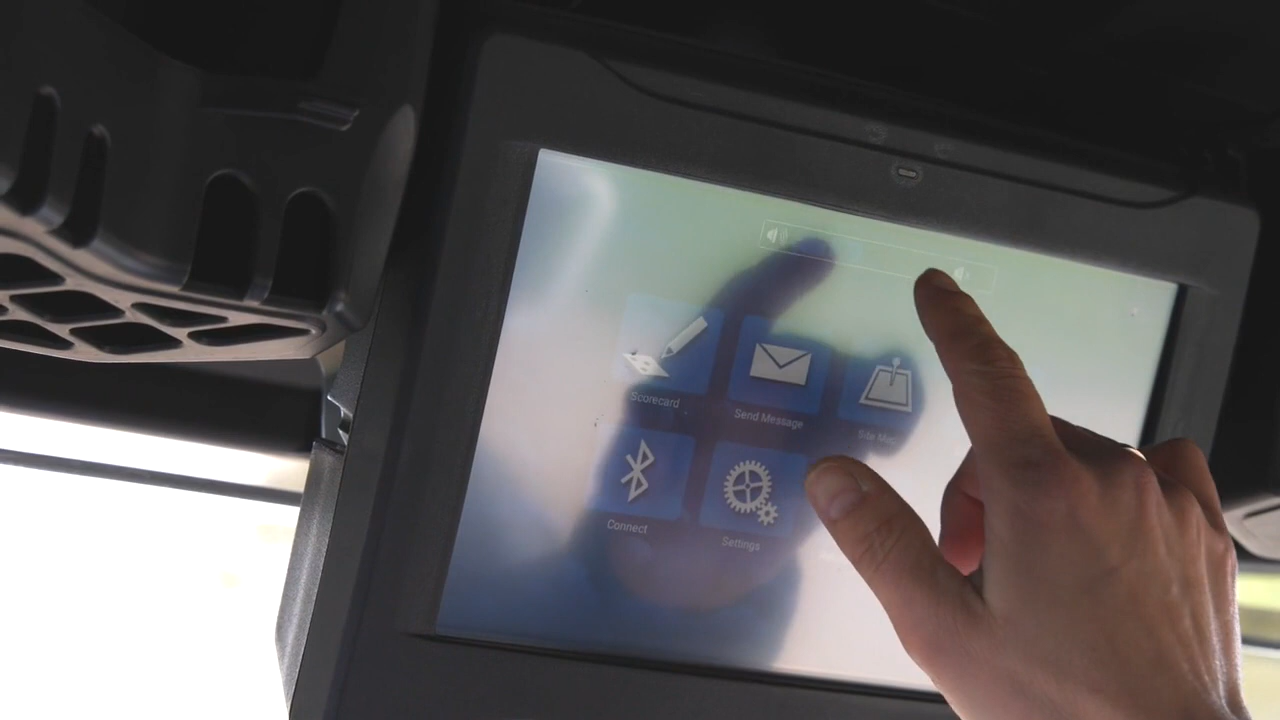 Scorecard
Send Message
Site Map
Connect
Settings